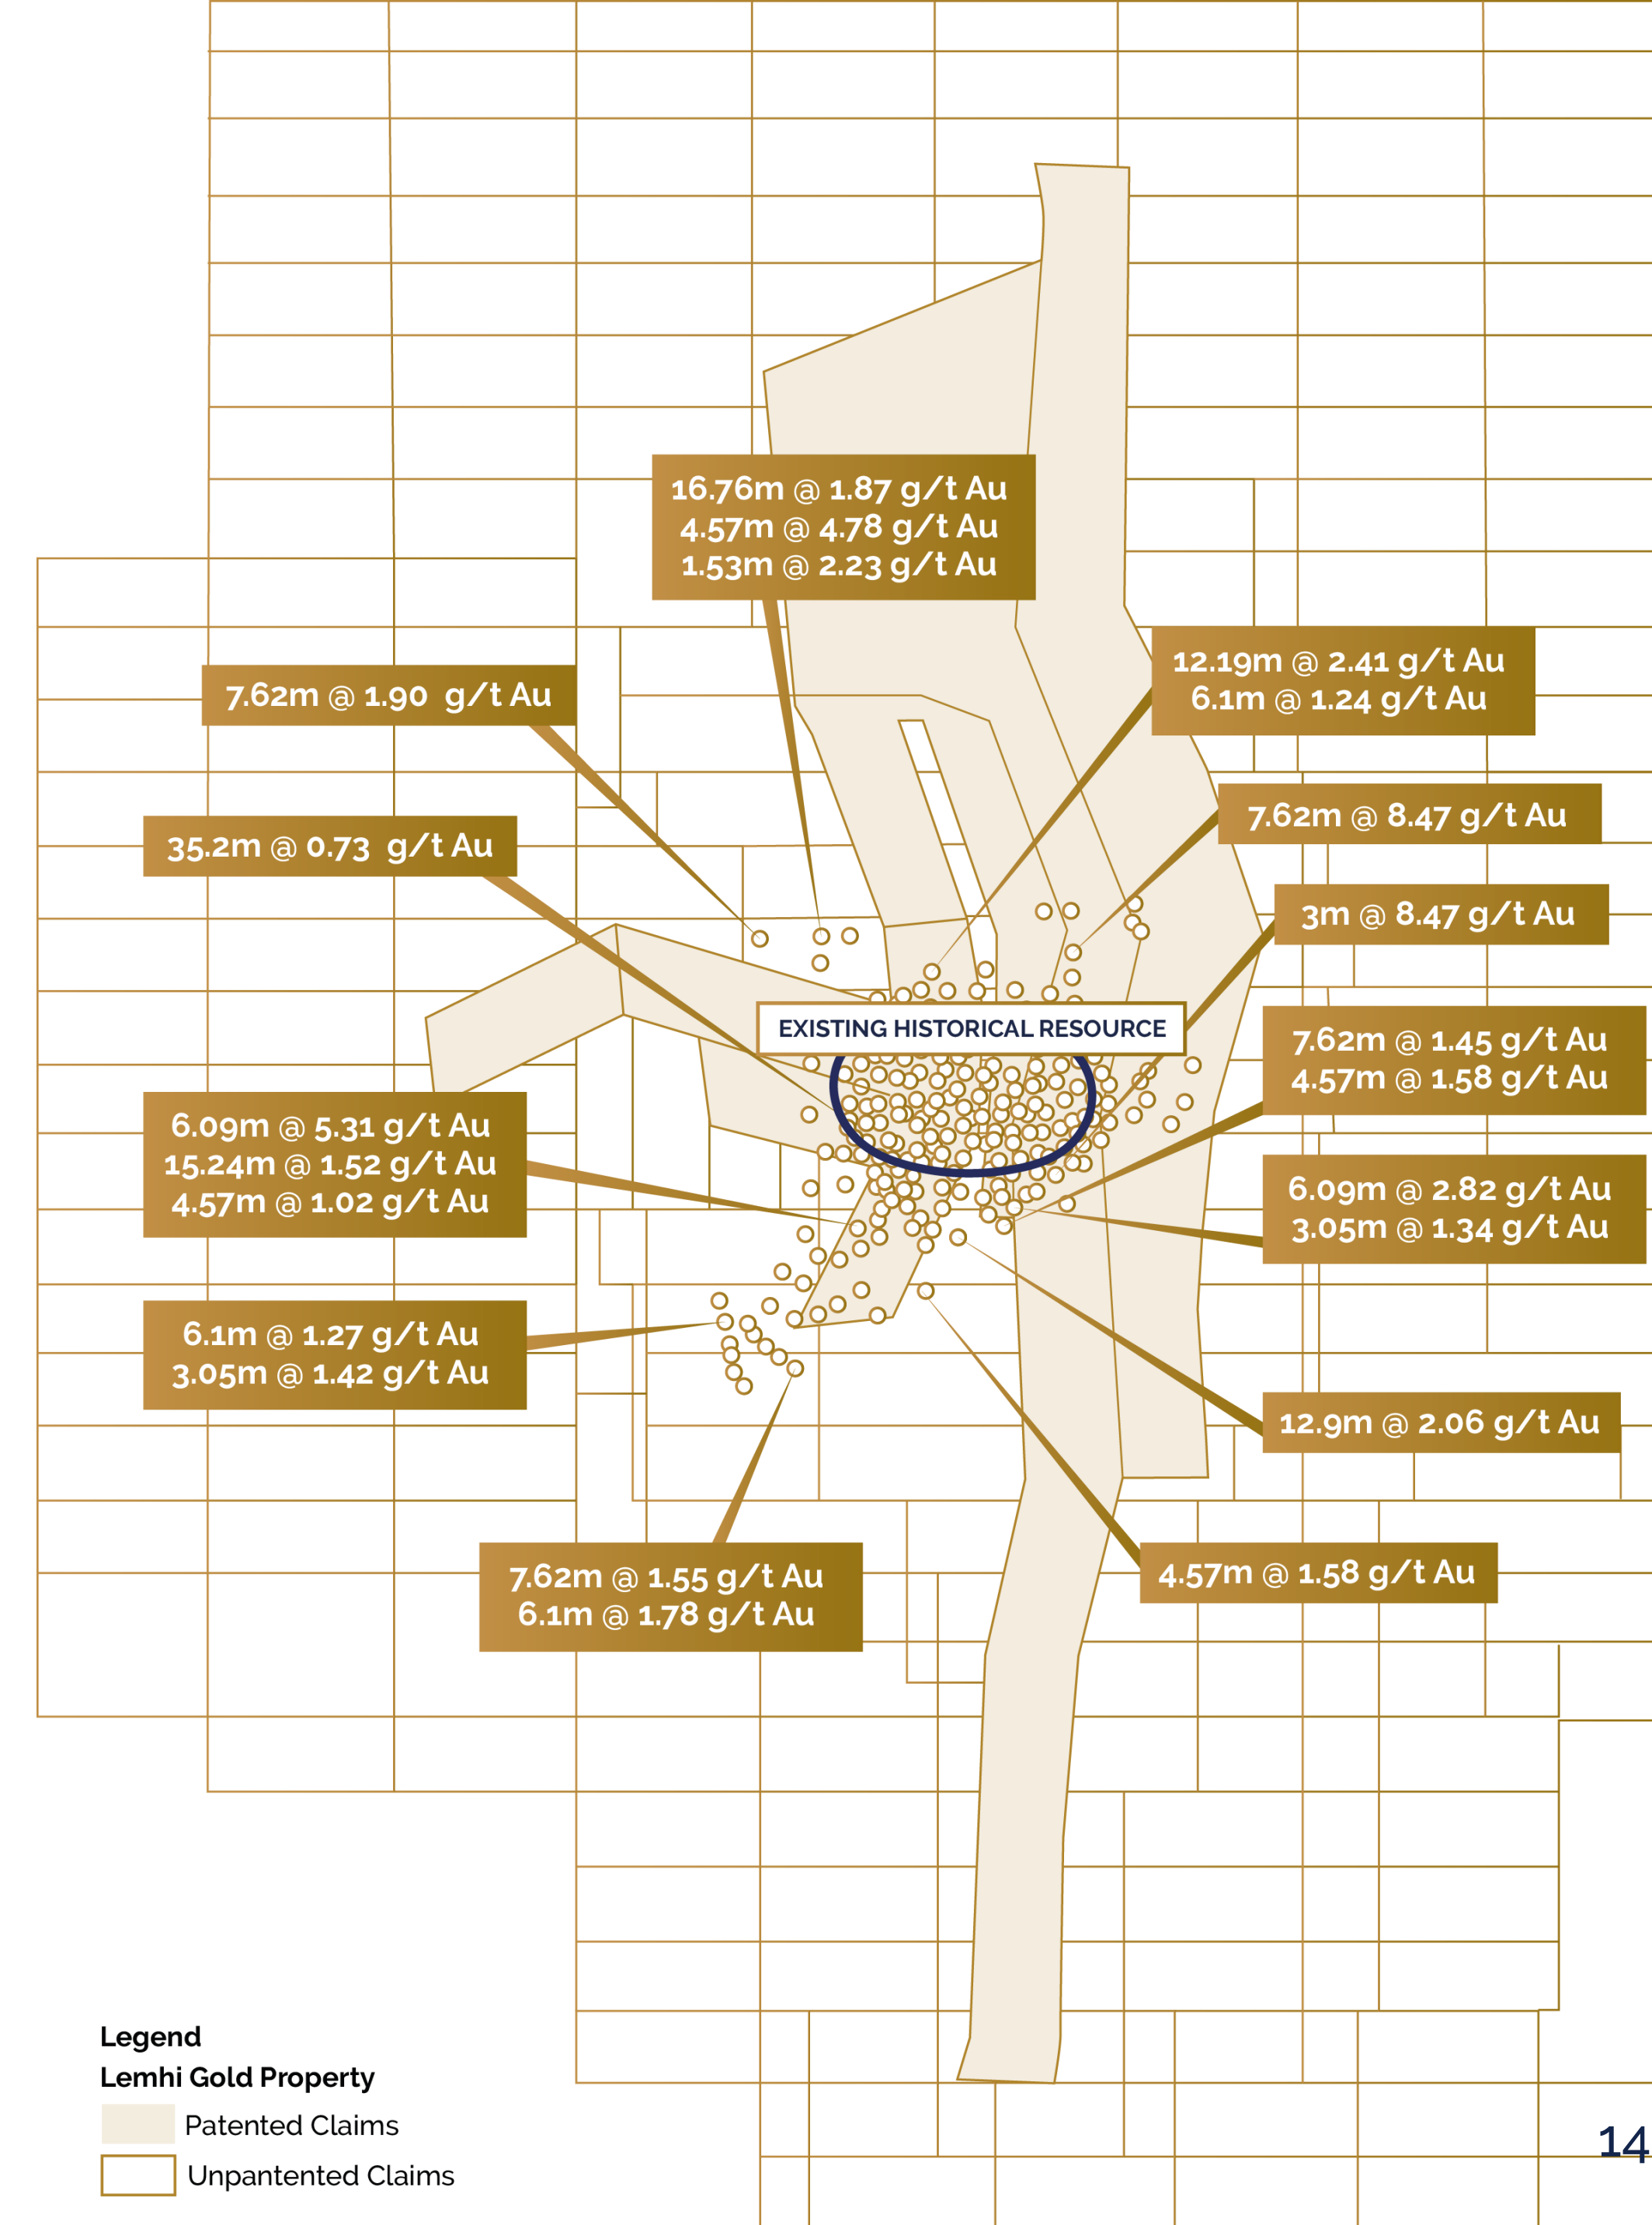 16.76m @ 1.87 g/t Au
4.57m @ 4.78 g/t Au
1.53m @ 2.23 g/t Au
12.19m @ 2.41 g/t Au
6.1m @ 1.24 g/t Au
7.62m @ 1.90 g/t Au
7.62m @ 8.47 g/t Au
35.2m @ 0.73 g/t Au
3m @ 8.47 g/t Au
EXISTING HISTORICAL RESOURCE
7.62m @ 1.45 g/t Au
4.57m @ 1.58 g/t Au
6.09m @ 5.31 g/t Au
15.24m @ 1.52 g/t Au
4.57m @ 1.02 g/t Au
6.09m @ 2.82 g/t Au
3.05m @ 1.34 g/t Au
6.1m @ 1.27 g/t Au
3.05m @ 1.42 g/t Au
12.9m @ 2.06 g/t Au
7.62m @ 1.55 g/t Au
6.1m @ 1.78 g/t Au
4.57m @ 1.58 g/t Au
Legend
Lemhi Gold Property
Patented Claims
Unpantented Claims
14